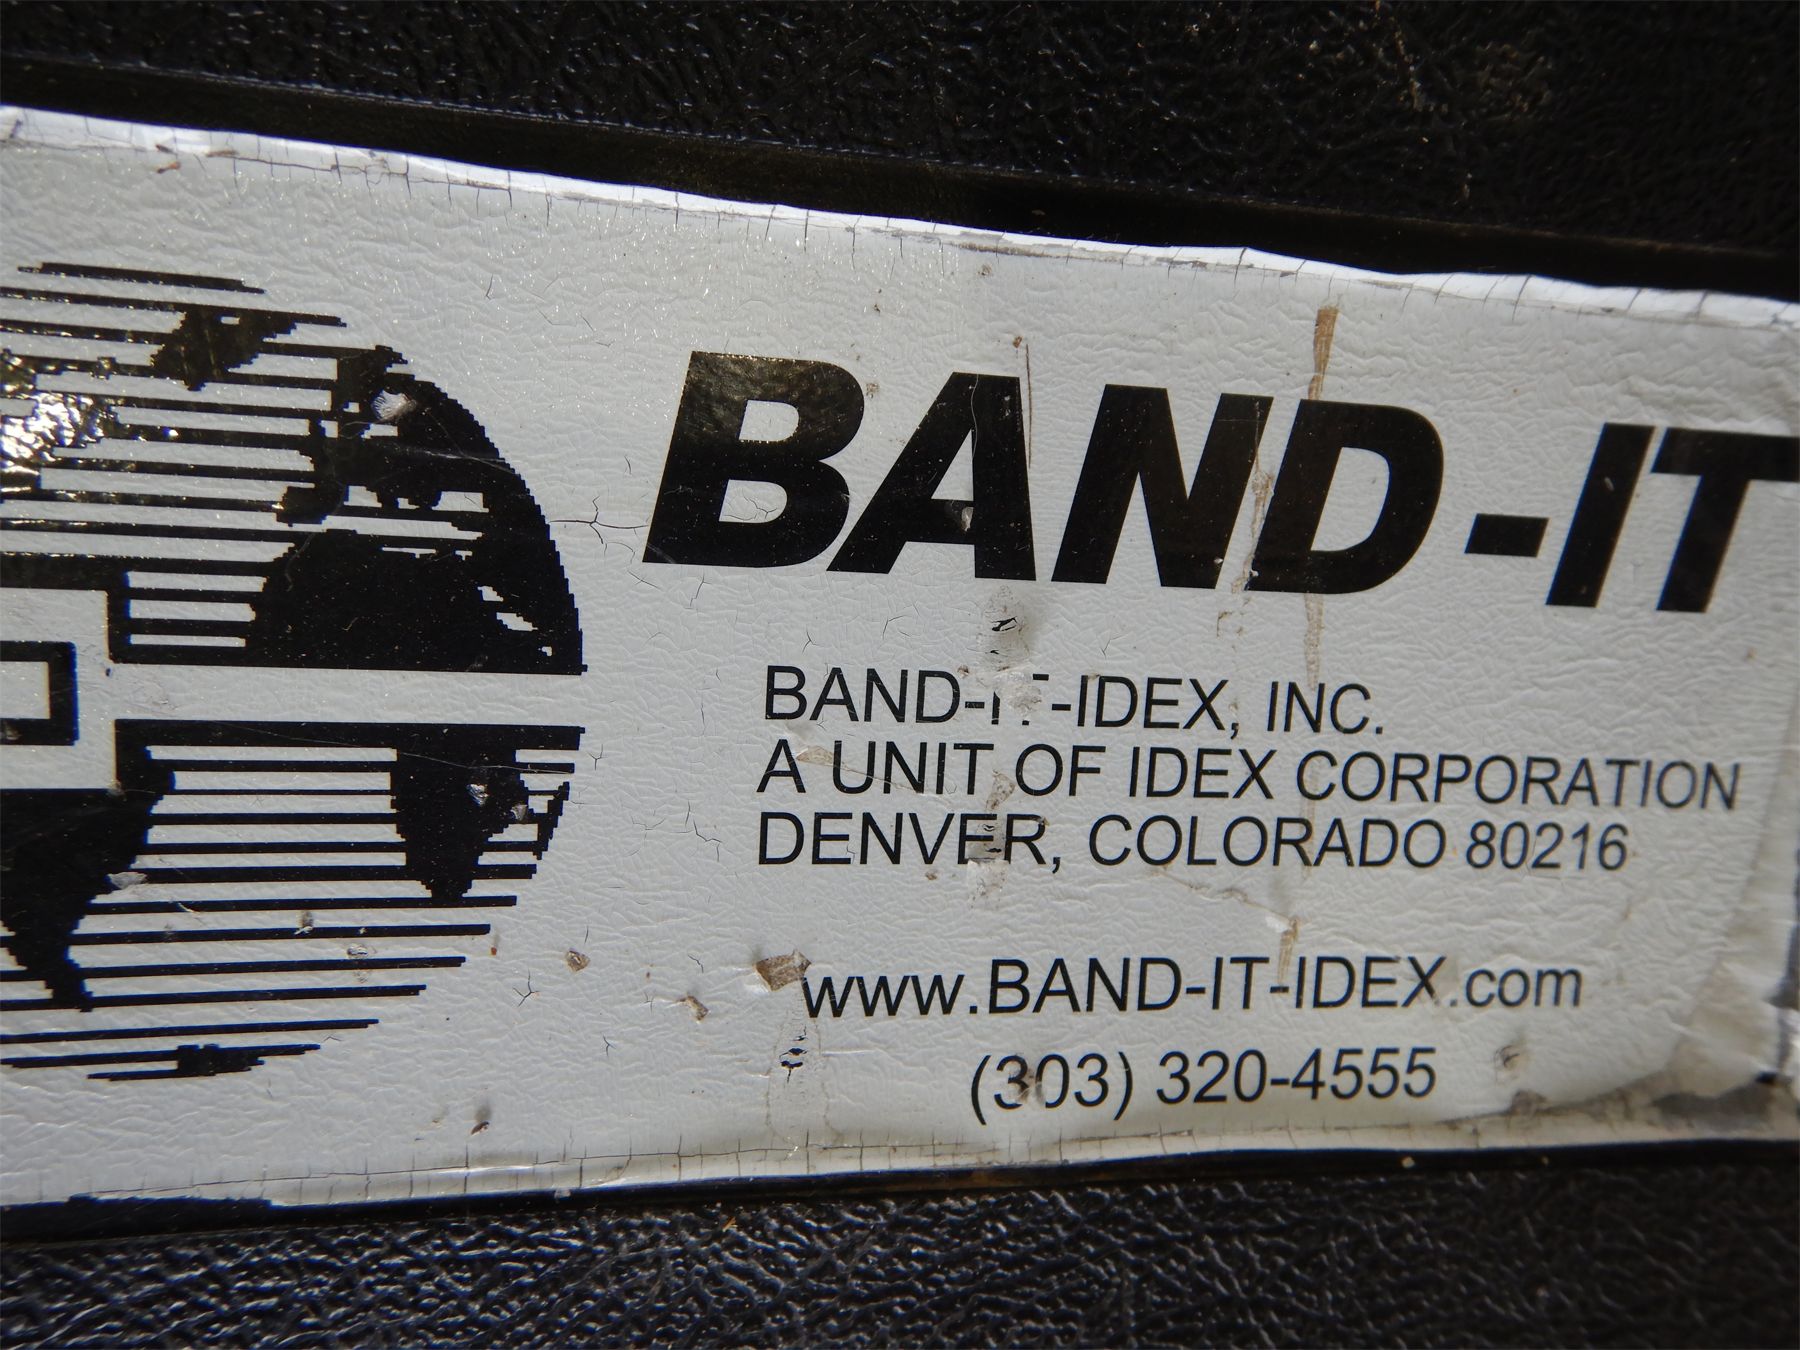 BAND-IT
BAND-IT-IDEX, INC.
A UNIT OF IDEX CORPORATION
DENVER, COLORADO 80216
www.BAND-IT-IDEX.com
(303) 320-4555